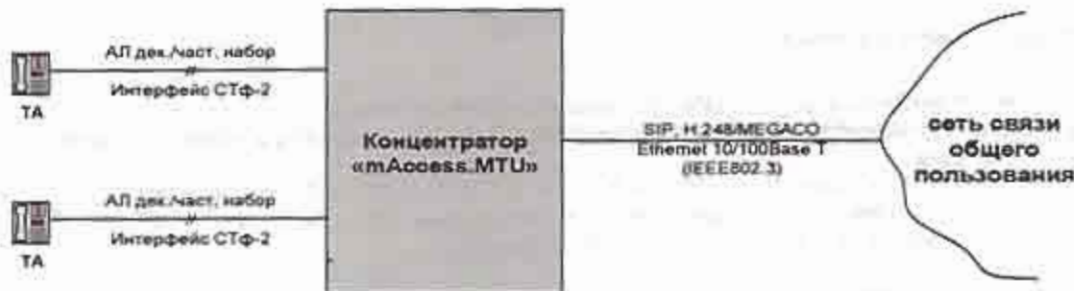 АЛ дек./част. набор
Интерфейс СТф-2
ТА
Концентратор
«mAccess.MTU»
SIP, H.248/MEGACO
Ethernet 10/100Base T
(IEEE802.3)
сеть связи
общего
пользования
АЛ дек./част. набор
Интерфейс СТф-2
ТА